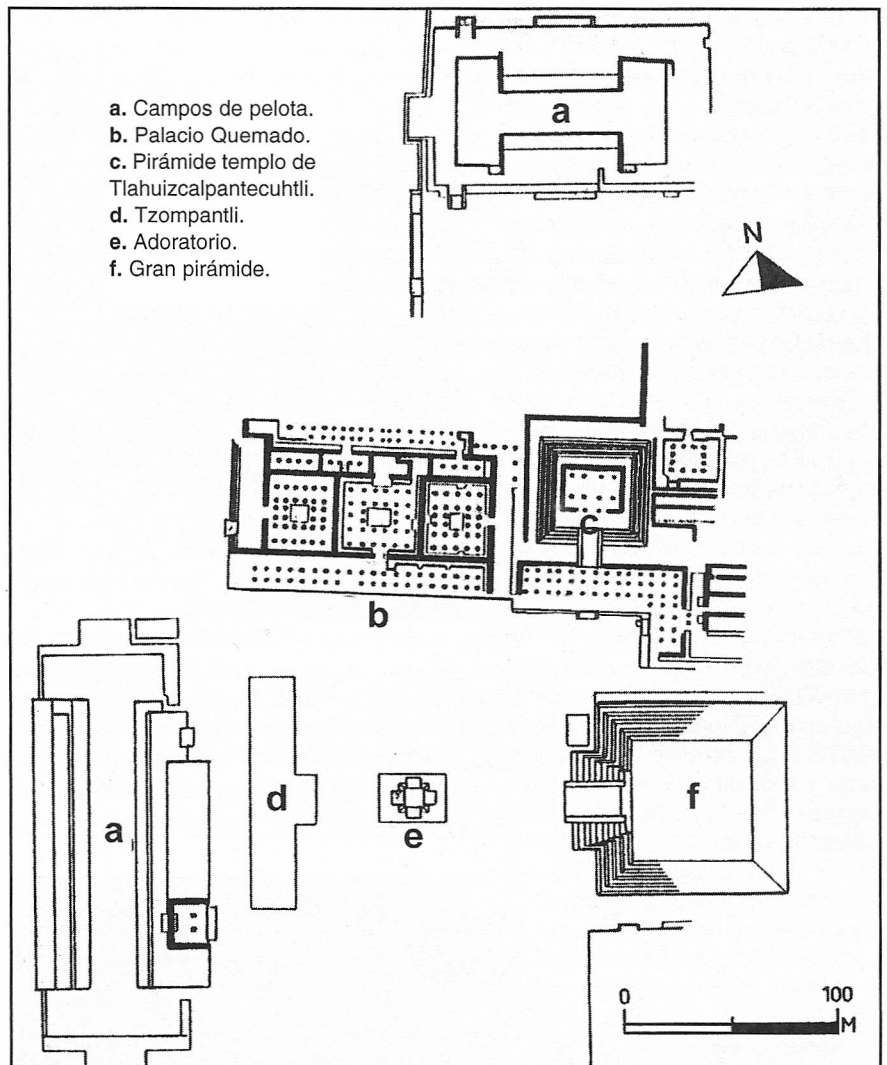 a. Campos de pelota.
b. Palacio Quemado.
c. Pirámide templo de
Tlahuizcalpantecuhtli.
d. Tzompantli.
e. Adoratorio.
f. Gran pirámide.
a
N
c
b
a
d
e
f
0 100
M